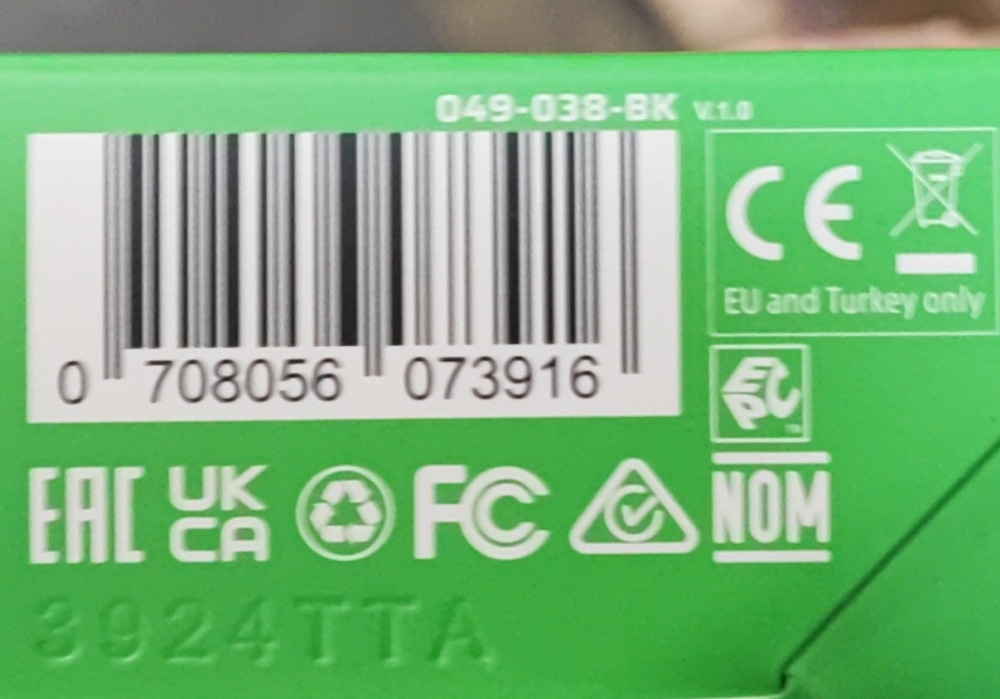 049-038-BK V.1.0
0 708056 073916
CE
EU and Turkey only
EPC
EAC UK CA FC NOM
3924TTA